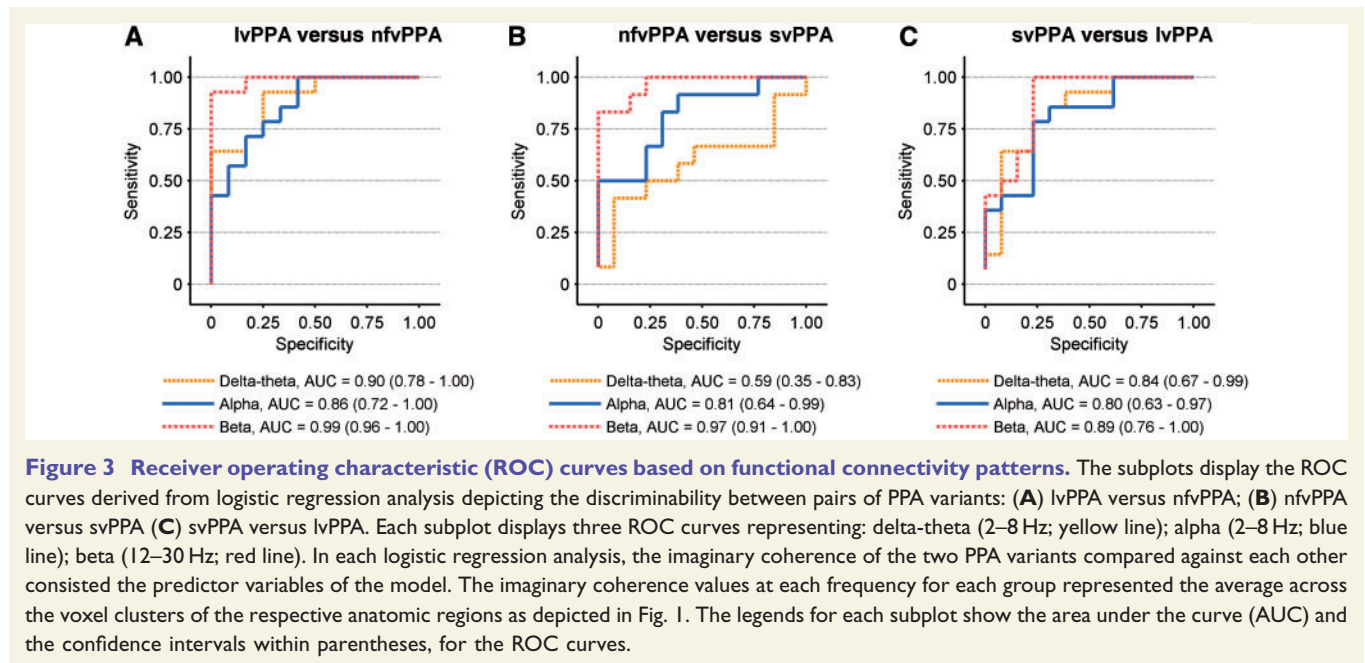 A lvPPA versus nfvPPA
1.00
0.75
0.50
0.25
0
Sensitivity
0 0.25 0.50 0.75 1.00
Specificity
Delta-theta, AUC = 0.90 (0.78 - 1.00)
Alpha, AUC = 0.86 (0.72 - 1.00)
Beta, AUC = 0.99 (0.96 - 1.00)
B nfvPPA versus svPPA
1.00
0.75
0.50
0.25
0
Sensitivity
0 0.25 0.50 0.75 1.00
Specificity
Delta-theta, AUC = 0.59 (0.35 - 0.83)
Alpha, AUC = 0.81 (0.64 - 0.99)
Beta, AUC = 0.97 (0.91 - 1.00)
C svPPA versus lvPPA
1.00
0.75
0.50
0.25
0
Sensitivity
0 0.25 0.50 0.75 1.00
Specificity
Delta-theta, AUC = 0.84 (0.67 - 0.99)
Alpha, AUC = 0.80 (0.63 - 0.97)
Beta, AUC = 0.89 (0.76 - 1.00)
Figure 3 Receiver operating characteristic (ROC) curves based on functional connectivity patterns. The subplots display the ROC
curves derived from logistic regression analysis depicting the discriminability between pairs of PPA variants: (A) lvPPA versus nfvPPA; (B) nfvPPA
versus svPPA (C) svPPA versus lvPPA. Each subplot displays three ROC curves representing: delta-theta (2–8 Hz; yellow line); alpha (2–8 Hz; blue
line); beta (12–30 Hz; red line). In each logistic regression analysis, the imaginary coherence of the two PPA variants compared against each other
consisted the predictor variables of the model. The imaginary coherence values at each frequency for each group represented the average across
the voxel clusters of the respective anatomic regions as depicted in Fig. 1. The legends for each subplot show the area under the curve (AUC) and
the confidence intervals within parentheses, for the ROC curves.